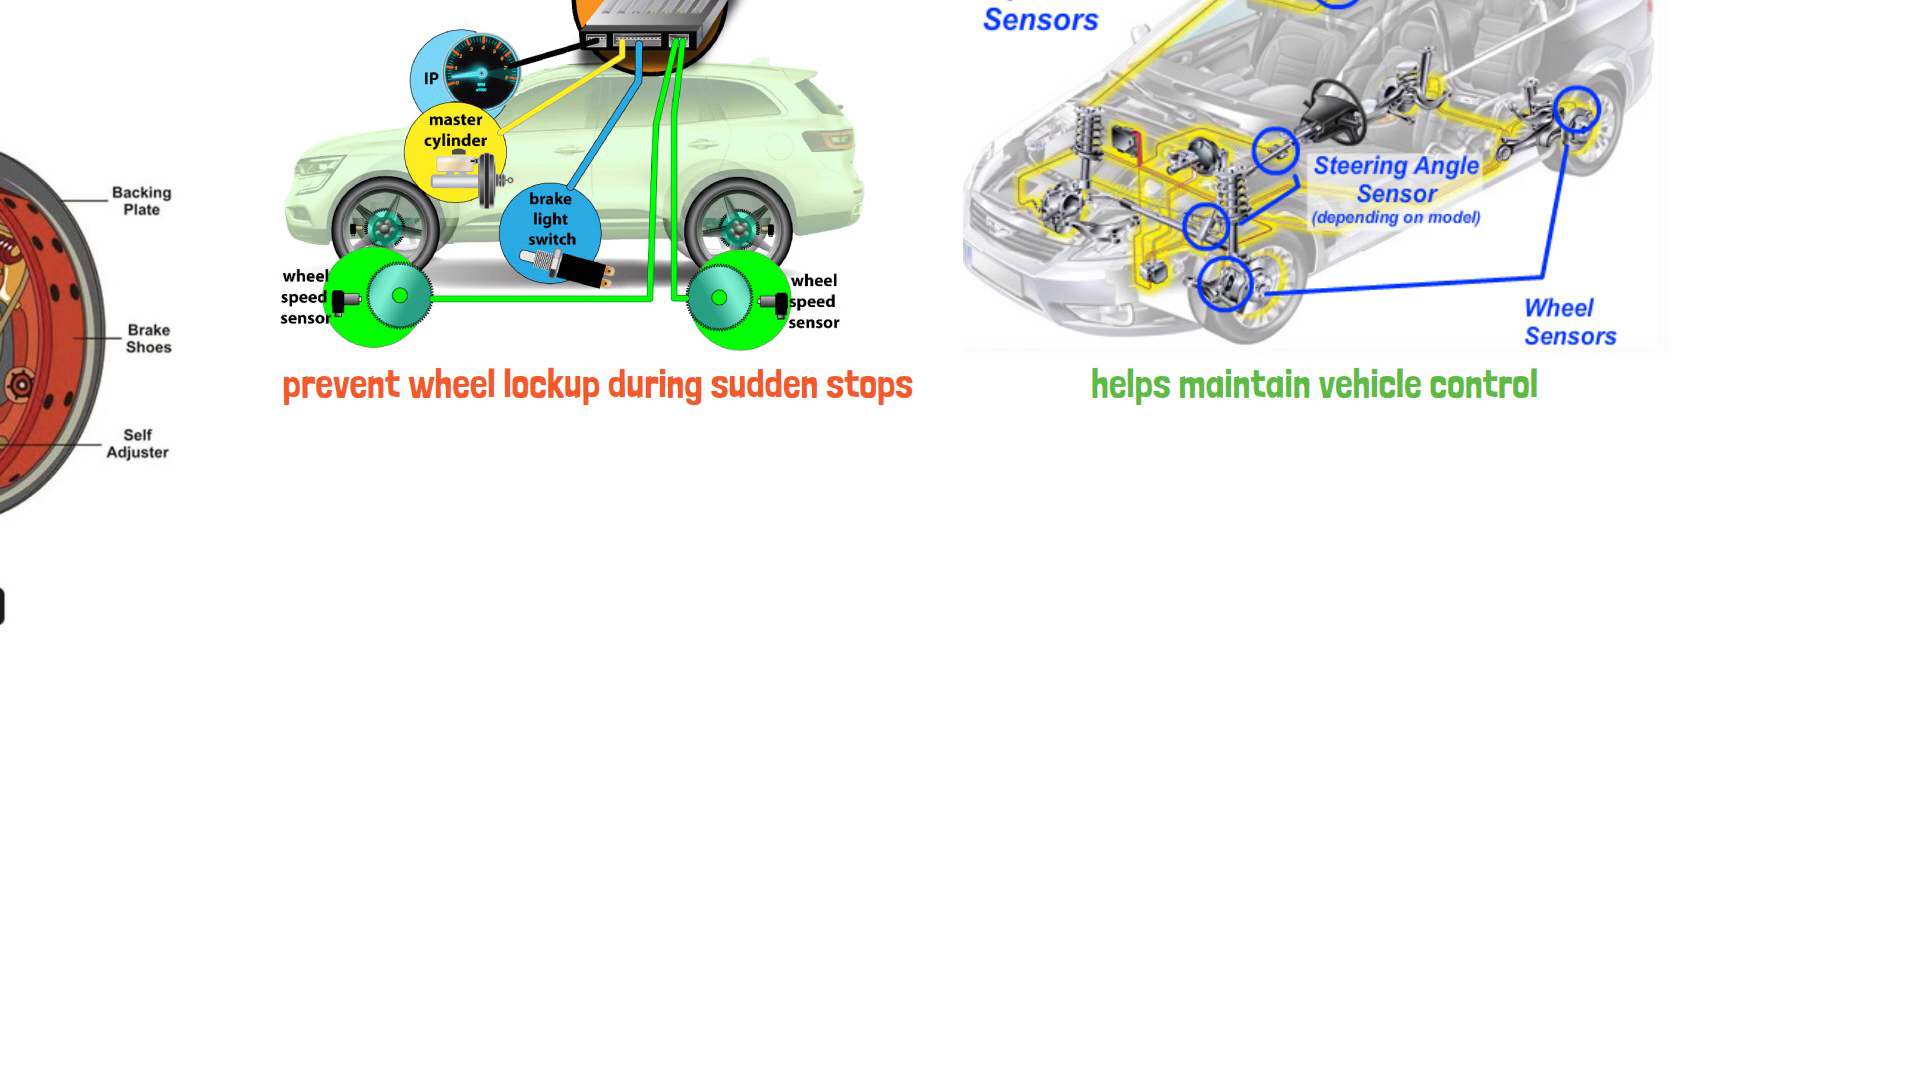 Backing
Plate
Brake
Shoes
Self
Adjuster
IP
master
cylinder
brake
light
switch
wheel
speed
sensor
wheel
speed
sensor
prevent wheel lockup during sudden stops
Sensors
Steering Angle
Sensor
(depending on model)
Wheel
Sensors
helps maintain vehicle control